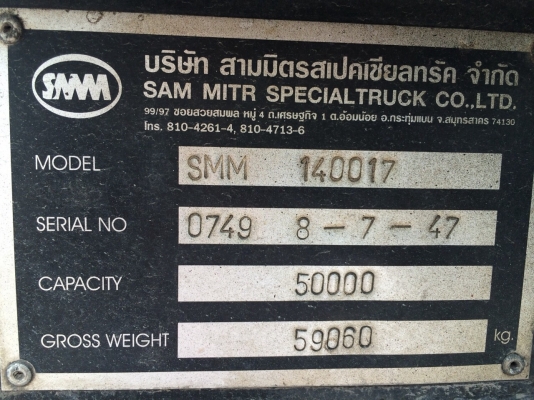 SMM
บริษัท สามมิตรสเปคเชียลทรัค จำกัด
SAM MITR SPECIALTRUCK CO.,LTD.
99/97 ซอยสวยสมพล หมู่ 4 ถ.เศรษฐกิจ 1 ต.อ้อมน้อย อ.กระทุ่มแบน จ.สมุทรสาคร 74130
โทร. 810-4261-4, 810-4713-6
MODEL SMM 140017
SERIAL NO 0749 8-7-47
CAPACITY 50000
GROSS WEIGHT 59060 kg.